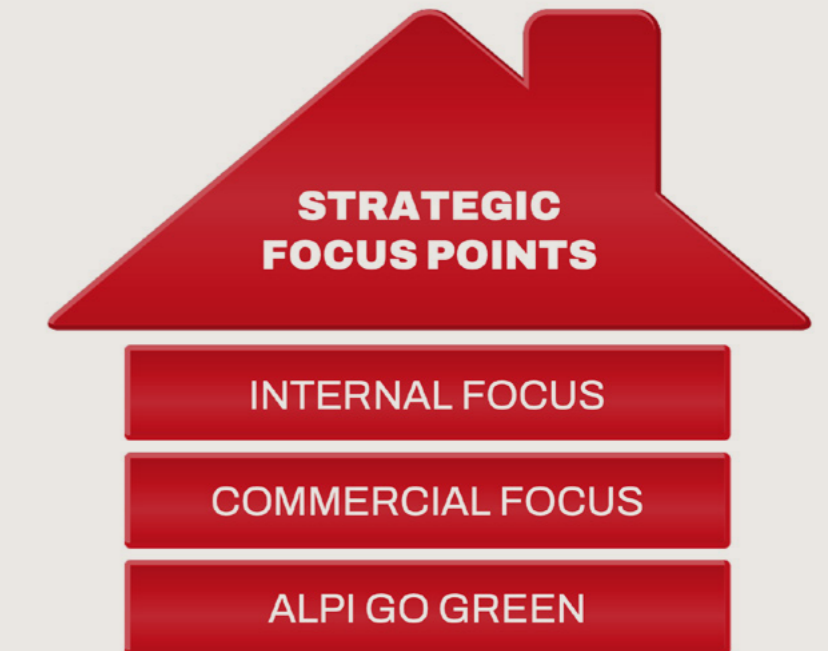 STRATEGIC
FOCUS POINTS
INTERNAL FOCUS
COMMERCIAL FOCUS
ALPI GO GREEN